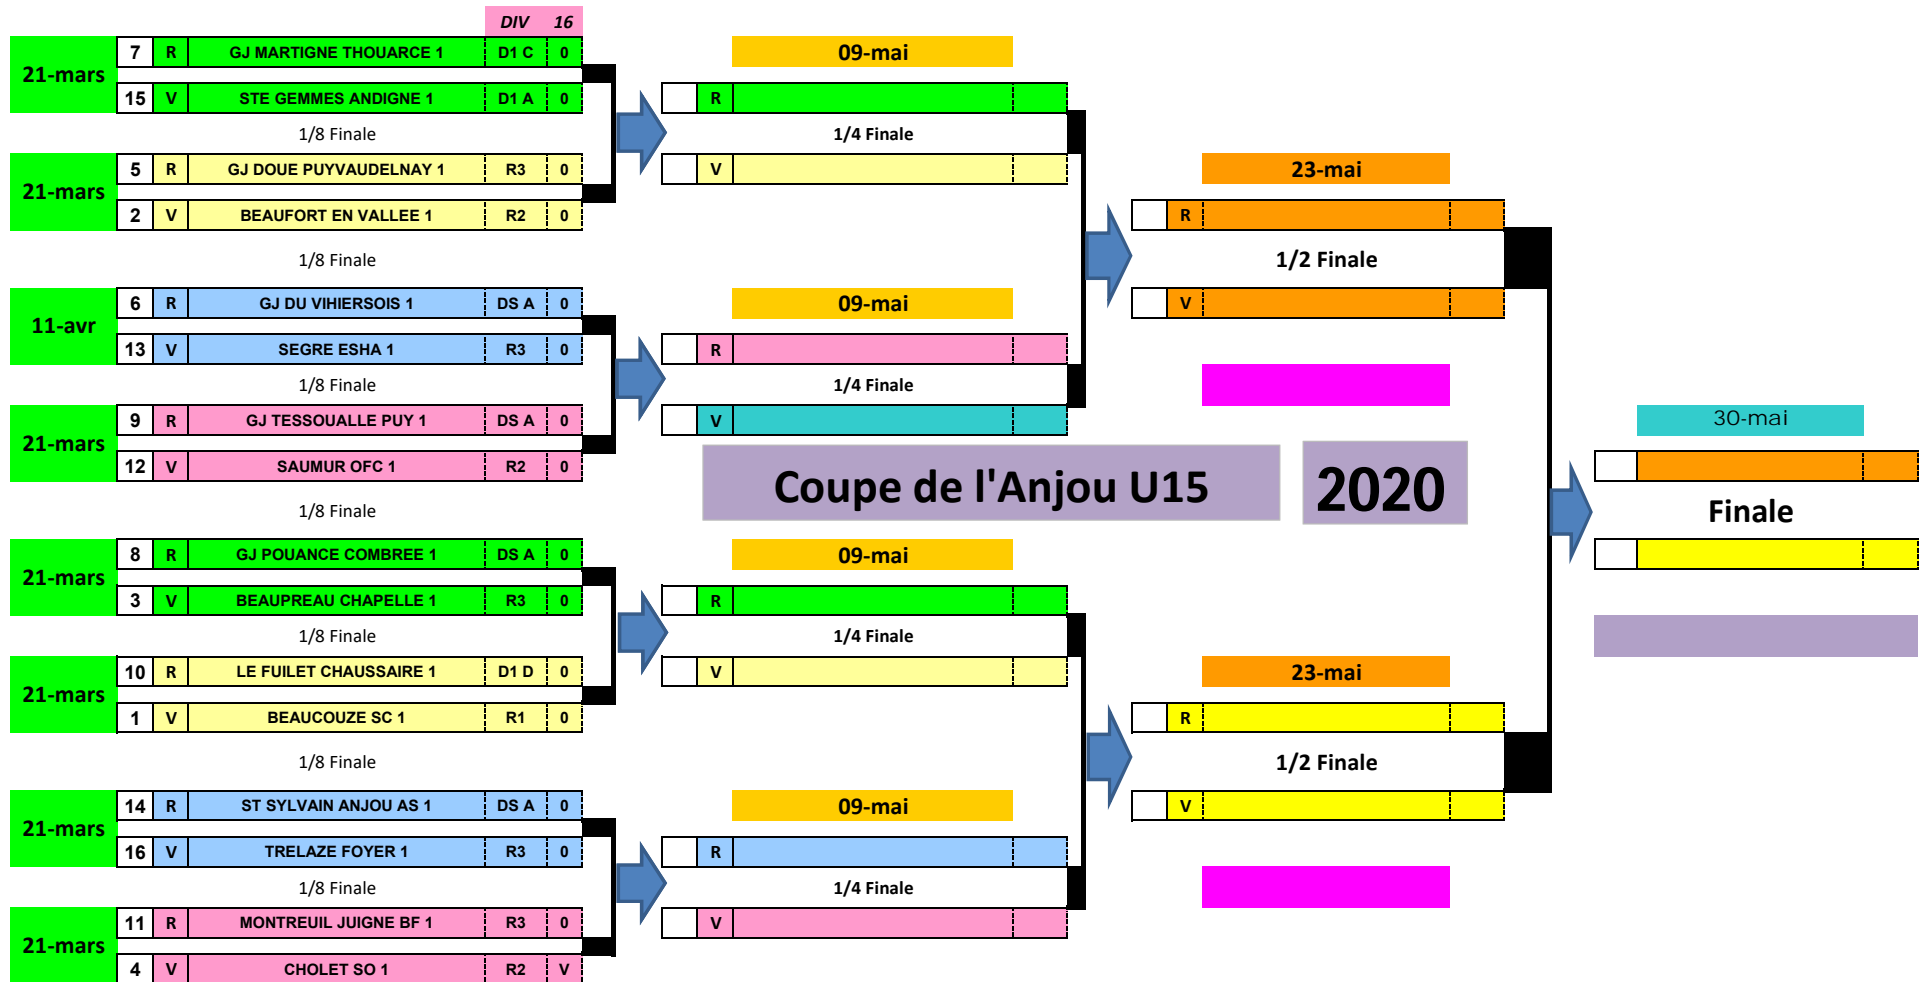 DIV 16
21-mars
7 R GJ MARTIGNE THOUARCE 1 D1 C 0
15 V STE GEMMES ANDIGNE 1 D1 A 0
1/8 Finale
21-mars
5 R GJ DOUE PUYVAUDELNAY 1 R3 0
2 V BEAUFORT EN VALLEE 1 R2 0
1/8 Finale
11-avr
6 R GJ DU VIHIERSOIS 1 DS A 0
13 V SEGRE ESHA 1 R3 0
1/8 Finale
21-mars
9 R GJ TESSOUALLE PUY 1 DS A 0
12 V SAUMUR OFC 1 R2 0
1/8 Finale
21-mars
8 R GJ POUANCE COMBREE 1 DS A 0
3 V BEAUPREAU CHAPELLE 1 R3 0
1/8 Finale
21-mars
10 R LE FUILET CHAUSSAIRE 1 D1 D 0
1 V BEAUCOUZE SC 1 R1 0
1/8 Finale
21-mars
14 R ST SYLVAIN ANJOU AS 1 DS A 0
16 V TRELAZE FOYER 1 R3 0
1/8 Finale
21-mars
11 R MONTREUIL JUIGNE BF 1 R3 0
4 V CHOLET SO 1 R2 V
09-mai
R
1/4 Finale
V
09-mai
R
1/4 Finale
V
Coupe de l'Anjou U15 2020
09-mai
R
1/4 Finale
V
09-mai
R
1/4 Finale
V
23-mai
R
1/2 Finale
V
23-mai
R
1/2 Finale
V
30-mai
Finale